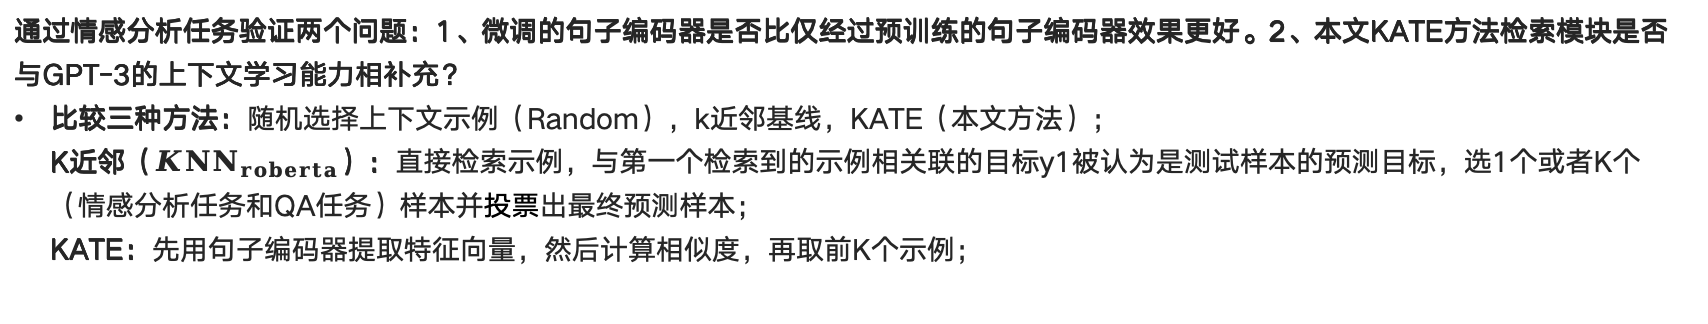 通过情感分析任务验证两个问题：1、微调的句子编码器是否比仅经过预训练的句子编码器效果更好。2、本文KATE方法检索模块是否
与GPT-3的上下文学习能力相补充？
• 比较三种方法：随机选择上下文示例（Random），k近邻基线，KATE（本文方法）；
K近邻（KNN_roberta）：直接检索示例，与第一个检索到的示例相关联的目标y1被认为是测试样本的预测目标，选1个或者K个
（情感分析任务和QA任务）样本并投票出最终预测样本；
KATE：先用句子编码器提取特征向量，然后计算相似度，再取前K个示例；